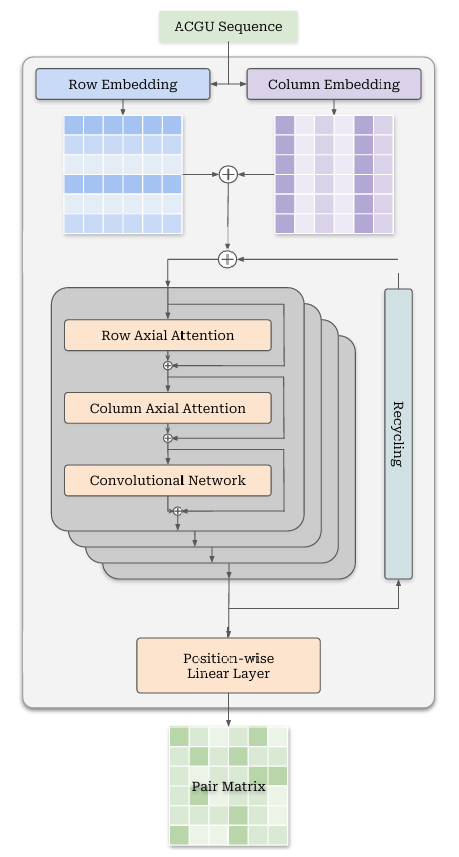 ACGU Sequence
Row Embedding
Column Embedding
Row Axial Attention
Column Axial Attention
Convolutional Network
Recycling
Position-wise
Linear Layer
Pair Matrix